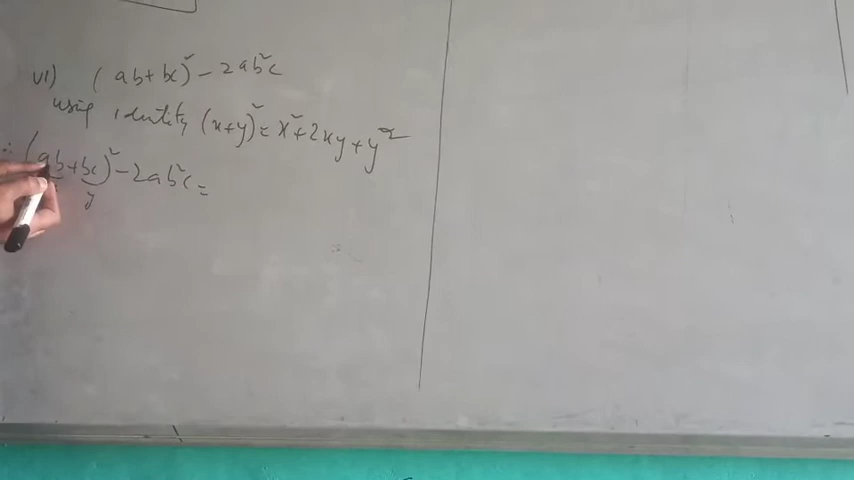 vi) (ab+bc)² - 2ab²c
using identity (x+y)² = x²+2xy+y²
∴ (ab+bc)² - 2ab²c =
y